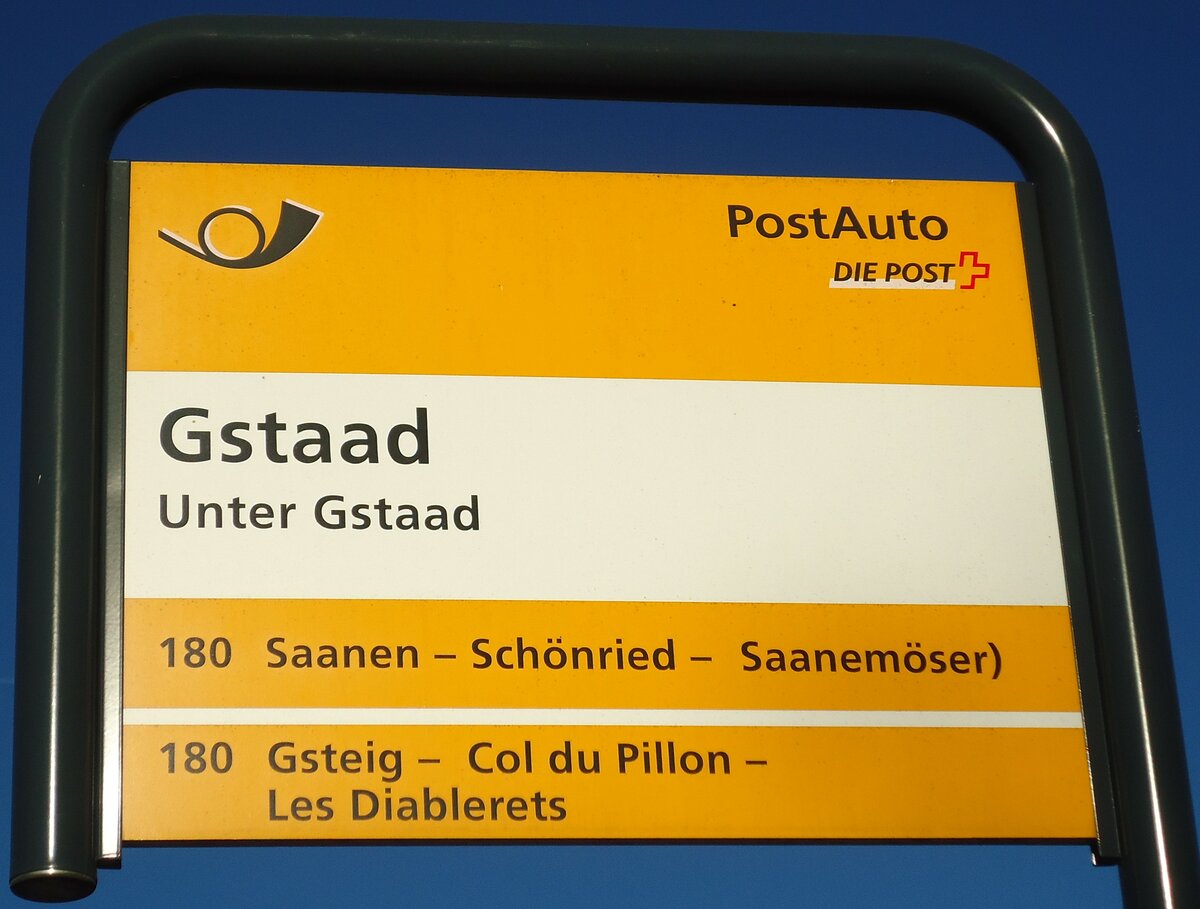 PostAuto
DIE POST
Gstaad
Unter Gstaad
180 Saanen – Schönried – Saanemöser)
180 Gsteig – Col du Pillon –
Les Diablerets